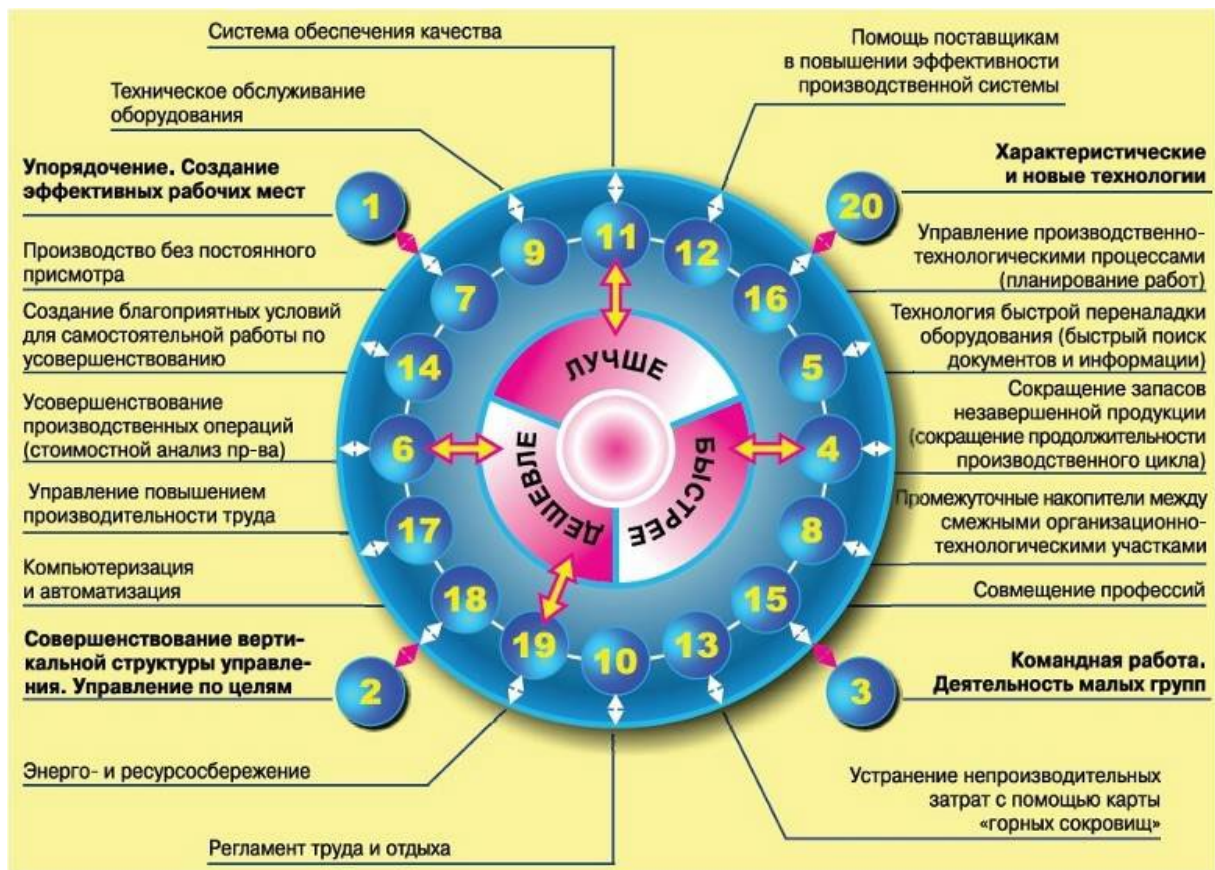 Система обеспечения качества
Помощь поставщикам
в повышении эффективности
производственной системы
Техническое обслуживание
оборудования
Упорядочение. Создание
эффективных рабочих мест
Характеристические
и новые технологии
1
20
11
9
12
7
16
14
5
6
4
17
8
18
15
19
13
10
2
3
ЛУЧШЕ
БЫСТРЕЕ
ДЕШЕВЛЕ
Производство без постоянного
присмотра
Создание благоприятных условий
для самостоятельной работы по
усовершенствованию
Усовершенствование
производственных операций
(стоимостной анализ пр-ва)
Управление повышением
производительности труда
Компьютеризация
и автоматизация
Совершенствование верти-
кальной структуры управле-
ния. Управление по целям
Управление производственно-
технологическими процессами
(планирование работ)
Технология быстрой переналадки
оборудования (быстрый поиск
документов и информации)
Сокращение запасов
незавершенной продукции
(сокращение продолжительности
производственного цикла)
Промежуточные накопители между
смежными организационно-
технологическими участками
Совмещение профессий
Командная работа.
Деятельность малых групп
Энерго- и ресурсосбережение
Устранение непроизводительных
затрат с помощью карты
«горных сокровищ»
Регламент труда и отдыха